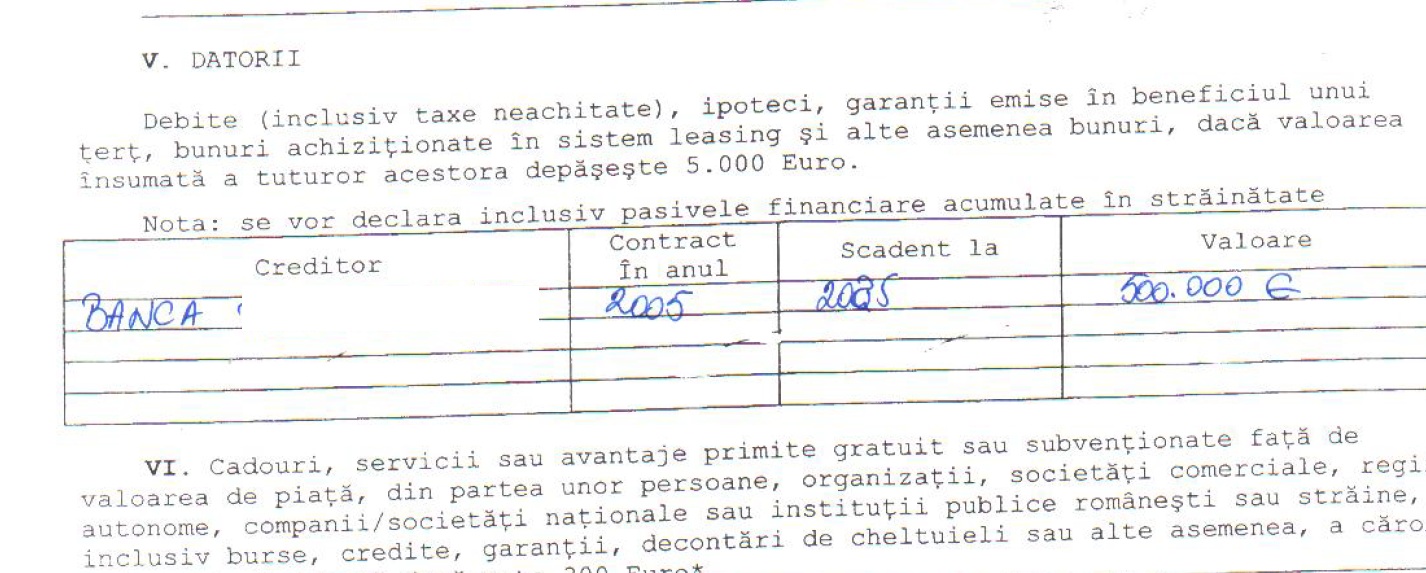 V. DATORII
Debite (inclusiv taxe neachitate), ipoteci, garanții emise în beneficiul unui
terț, bunuri achiziționate în sistem leasing și alte asemenea bunuri, dacă valoarea
însumată a tuturor acestora depășește 5.000 Euro.
Nota: se vor declara inclusiv pasivele financiare acumulate în străinătate
Creditor Contract În anul Scadent la Valoare
BANCA 2005 500.000 €
VI. Cadouri, servicii sau avantaje primite gratuit sau subvenționate față de
valoarea de piață, din partea unor persoane, organizații, societăți comerciale, regi
autonome, companii/societăți naționale sau instituții publice românești sau străine,
inclusiv burse, credite, garanții, decontări de cheltuieli sau alte asemenea, a căro
Euro*